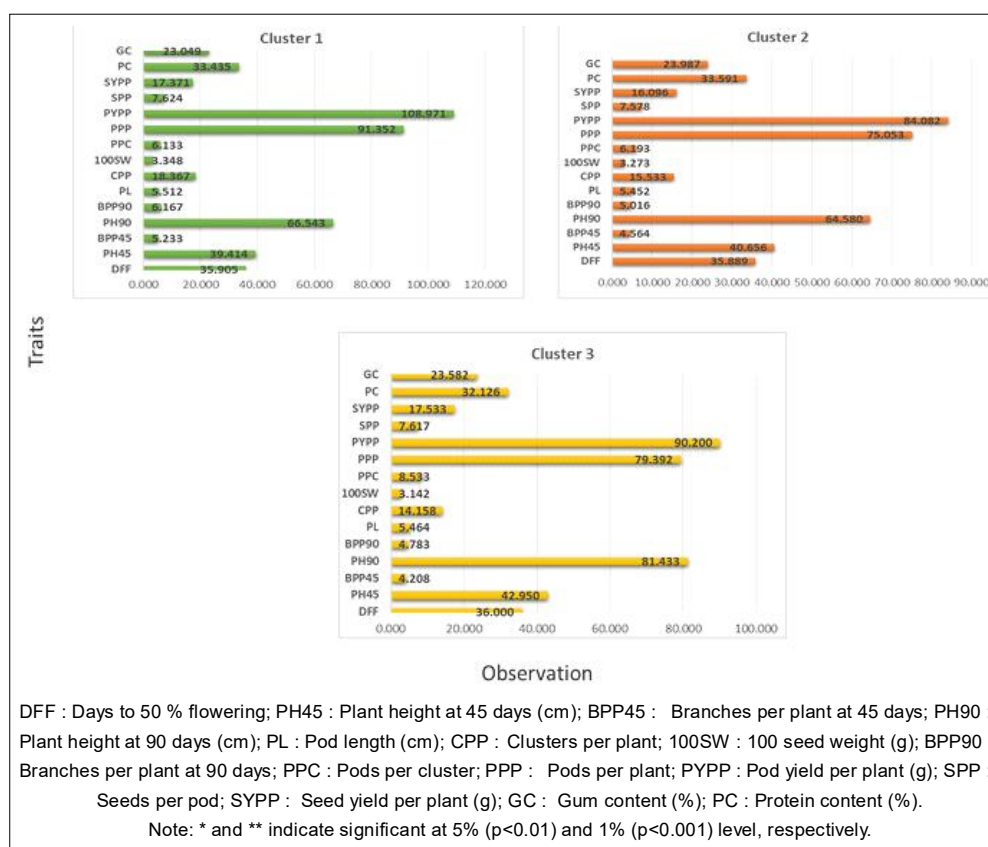 Cluster 1
GC 23.049
PC 33.435
SYPP 17.371
SPP 7.624
PYPP 108.971
PPP 91.352
PPC 6.133
100SW 3.348
CPP 18.367
PL 5.512
BPP90 6.167
PH90 66.543
BPP45 5.233
PH45 39.414
DFF 35.905
0.000 20.000 40.000 60.000 80.000 100.000 120.000
Cluster 2
GC 23.987
PC 33.591
SYPP 16.096
SPP 7.578
PYPP 84.082
PPP 75.053
PPC 6.193
100SW 3.273
CPP 15.533
PL 5.452
BPP90 5.016
PH90 64.580
BPP45 4.564
PH45 40.656
DFF 35.889
0.000 10.000 20.000 30.000 40.000 50.000 60.000 70.000 80.000 90.000
Traits
Cluster 3
GC 23.582
PC 32.126
SYPP 17.533
SPP 7.617
PYPP 90.200
PPP 79.392
PPC 8.533
100SW 3.142
CPP 14.158
PL 5.464
BPP90 4.783
PH90 81.433
BPP45 4.208
PH45 42.950
DFF 36.000
0.000 20.000 40.000 60.000 80.000 100.000
Observation
DFF : Days to 50 % flowering; PH45 : Plant height at 45 days (cm); BPP45 : Branches per plant at 45 days; PH90 :
Plant height at 90 days (cm); PL : Pod length (cm); CPP : Clusters per plant; 100SW : 100 seed weight (g); BPP90
Branches per plant at 90 days; PPC : Pods per cluster; PPP : Pods per plant; PYPP : Pod yield per plant (g); SPP :
Seeds per pod; SYPP : Seed yield per plant (g); GC : Gum content (%); PC : Protein content (%).
Note: * and ** indicate significant at 5% (p<0.01) and 1% (p<0.001) level, respectively.